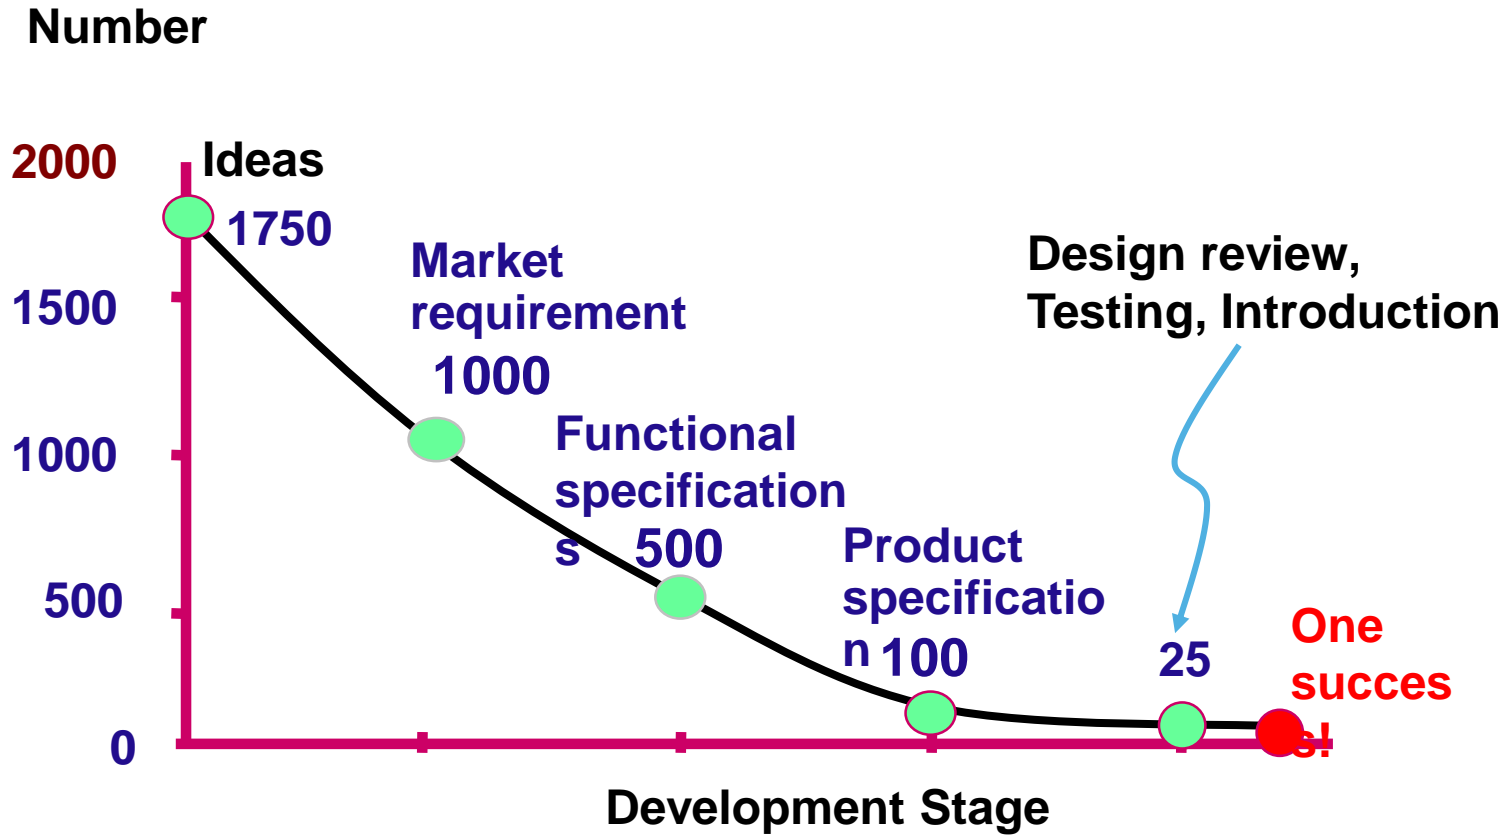 Number
2000
Ideas
1750
1500
Market
requirement
1000
1000
Functional
specification
s
500
500
Product
specificatio
n
100
Design review,
Testing, Introduction
25
One
succes
s!
0
Development Stage